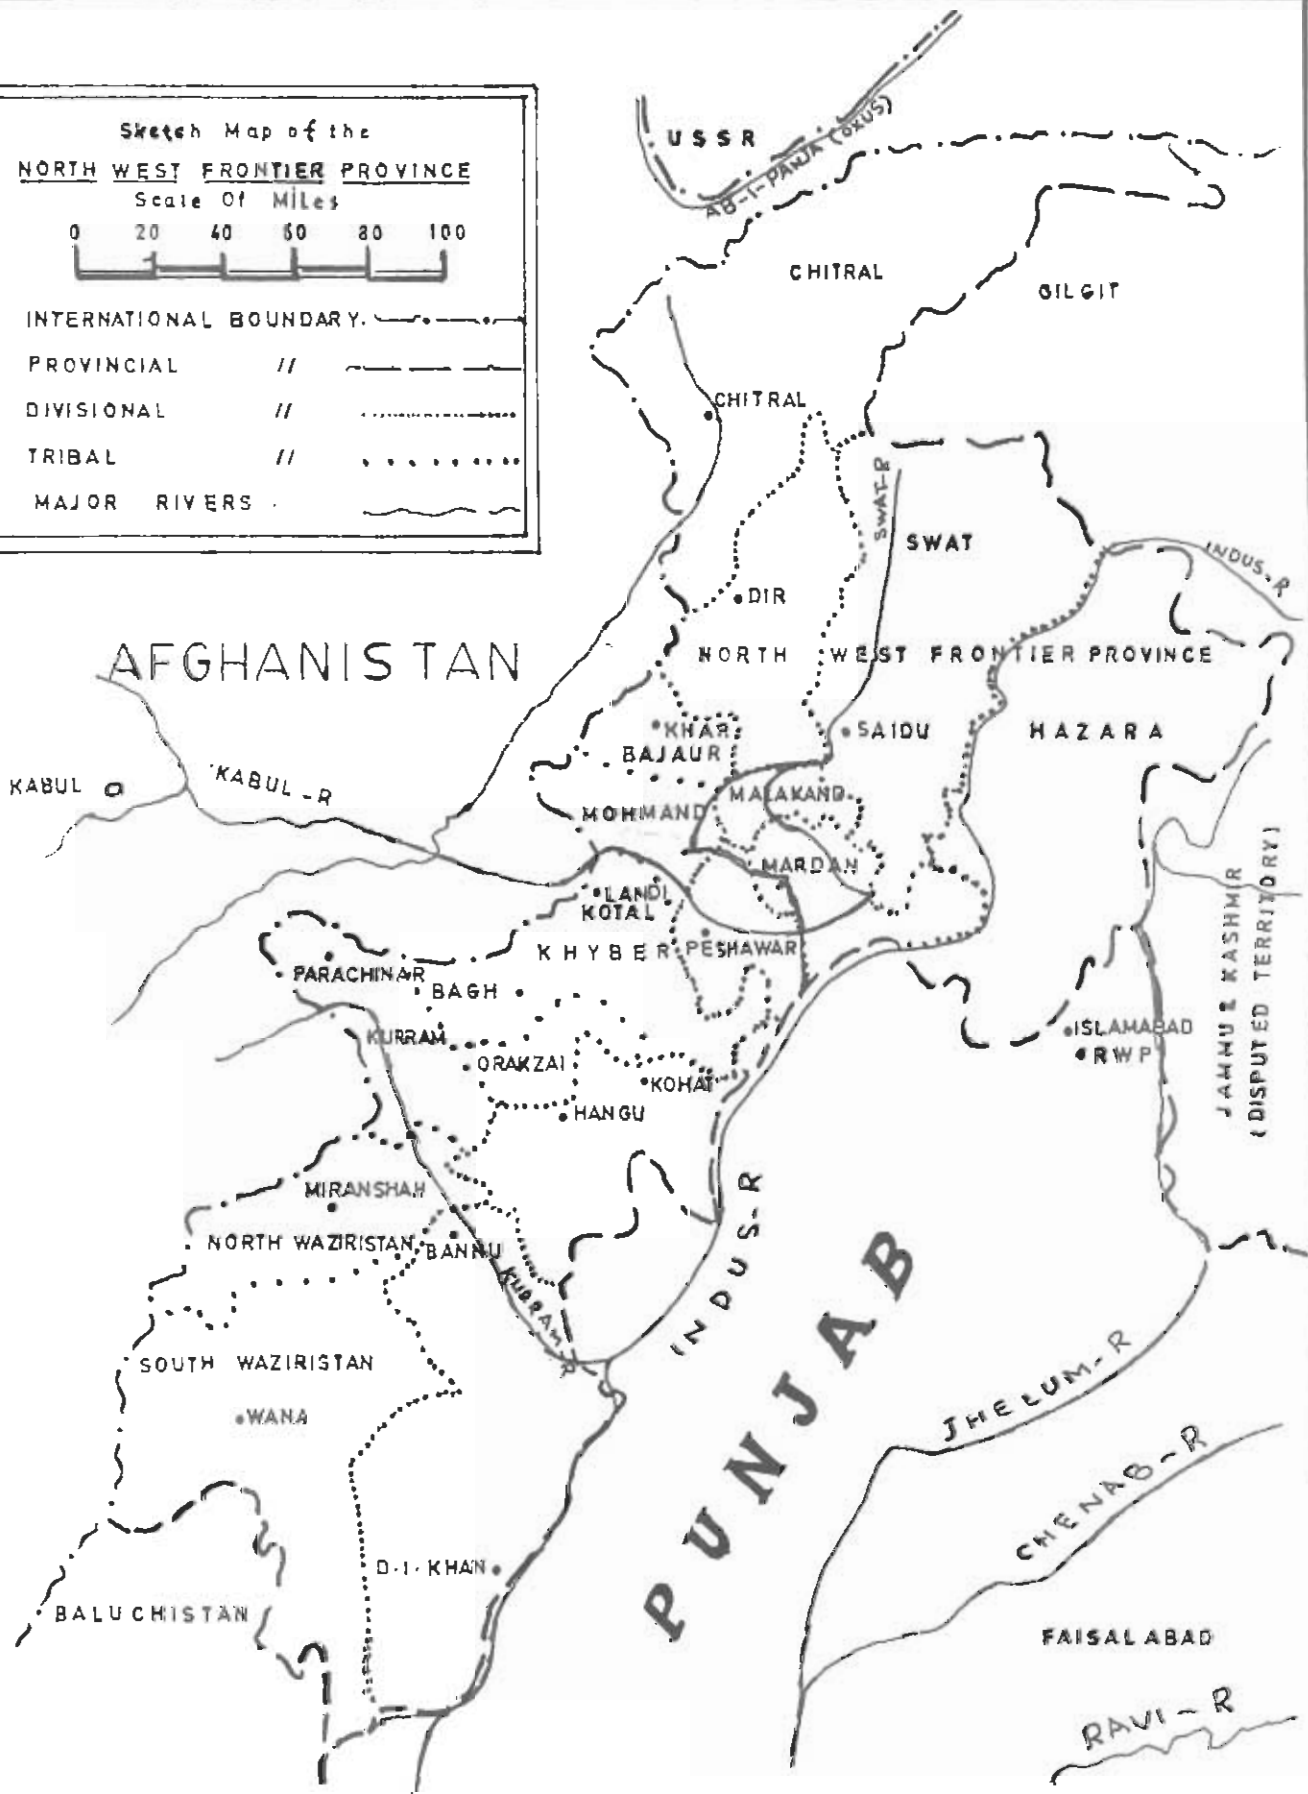 Sketch Map of the
NORTH WEST FRONTIER PROVINCE
Scale Of MiLes
0 20 40 60 80 100
INTERNATIONAL BOUNDARY.
PROVINCIAL "
DIVISIONAL "
TRIBAL "
MAJOR RIVERS
USSR
AB-I-PANJA (OXUS)
CHITRAL
GILGIT
CHITRAL
SWAT-R
SWAT
INDUS-R
DIR
AFGHANISTAN
NORTH WEST FRONTIER PROVINCE
KHAR
SAIDU
HAZARA
BAJAUR
KABUL
KABUL-R
MALAKAND
MOHMAND
MARDAN
LANDI
KOTAL
JAMMU & KASHMIR
(DISPUTED TERRITORY)
KHYBER
PESHAWAR
PARACHINAR
BAGH
ISLAMABAD
KURRAM
RWP
ORAKZAI
KOHAT
HANGU
MIRANSHAH
INDUS-R
NORTH WAZIRISTAN
BANNU
KURRAM-R
PUNJAB
SOUTH WAZIRISTAN
JHELUM-R
WANA
CHENAB-R
D-I-KHAN
BALUCHISTAN
FAISALABAD
RAVI-R